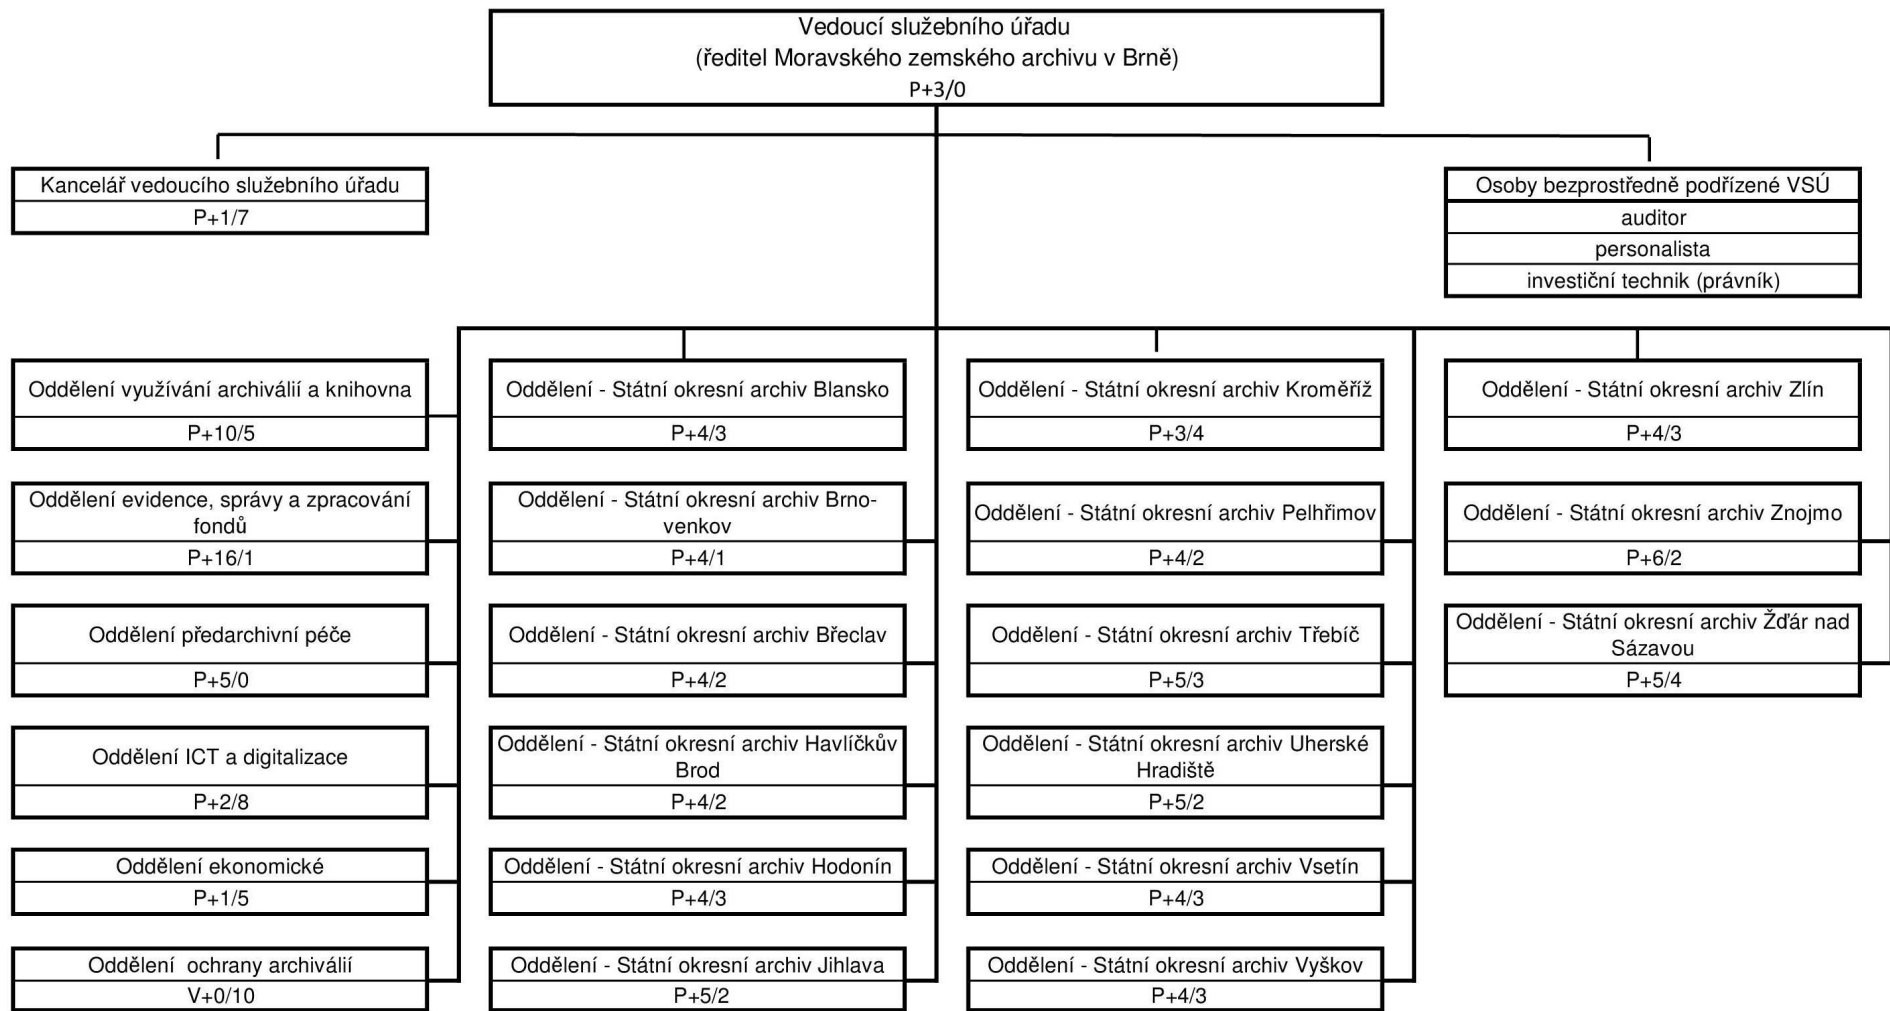 Vedoucí služebního úřadu
(ředitel Moravského zemského archivu v Brně)
P+3/0
Kancelář vedoucího služebního úřadu
P+1/7
Osoby bezprostředně podřízené VSÚ
auditor
personalista
investiční technik (právník)
Oddělení využívání archiválií a knihovna
P+10/5
Oddělení evidence, správy a zpracování
fondů
P+16/1
Oddělení předarchivní péče
P+5/0
Oddělení ICT a digitalizace
P+2/8
Oddělení ekonomické
P+1/5
Oddělení ochrany archiválií
V+0/10
Oddělení - Státní okresní archiv Blansko
P+4/3
Oddělení - Státní okresní archiv Brno-
venkov
P+4/1
Oddělení - Státní okresní archiv Břeclav
P+4/2
Oddělení - Státní okresní archiv Havlíčkův
Brod
P+4/2
Oddělení - Státní okresní archiv Hodonín
P+4/3
Oddělení - Státní okresní archiv Jihlava
P+5/2
Oddělení - Státní okresní archiv Kroměříž
P+3/4
Oddělení - Státní okresní archiv Pelhřimov
P+4/2
Oddělení - Státní okresní archiv Třebíč
P+5/3
Oddělení - Státní okresní archiv Uherské
Hradiště
P+5/2
Oddělení - Státní okresní archiv Vsetín
P+4/3
Oddělení - Státní okresní archiv Vyškov
P+4/3
Oddělení - Státní okresní archiv Zlín
P+4/3
Oddělení - Státní okresní archiv Znojmo
P+6/2
Oddělení - Státní okresní archiv Žďár nad
Sázavou
P+5/4